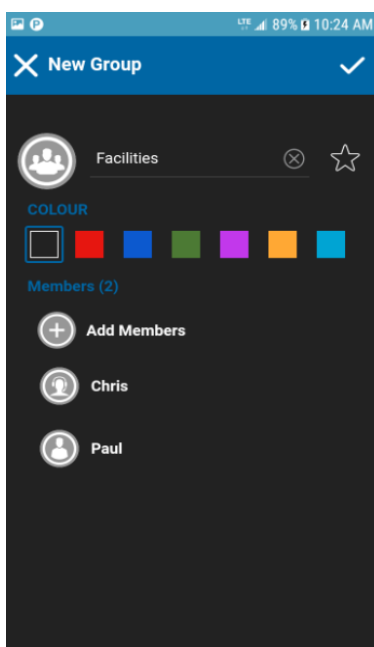 LTE 89% 10:24 AM
New Group
Facilities
COLOUR
Members (2)
Add Members
Chris
Paul